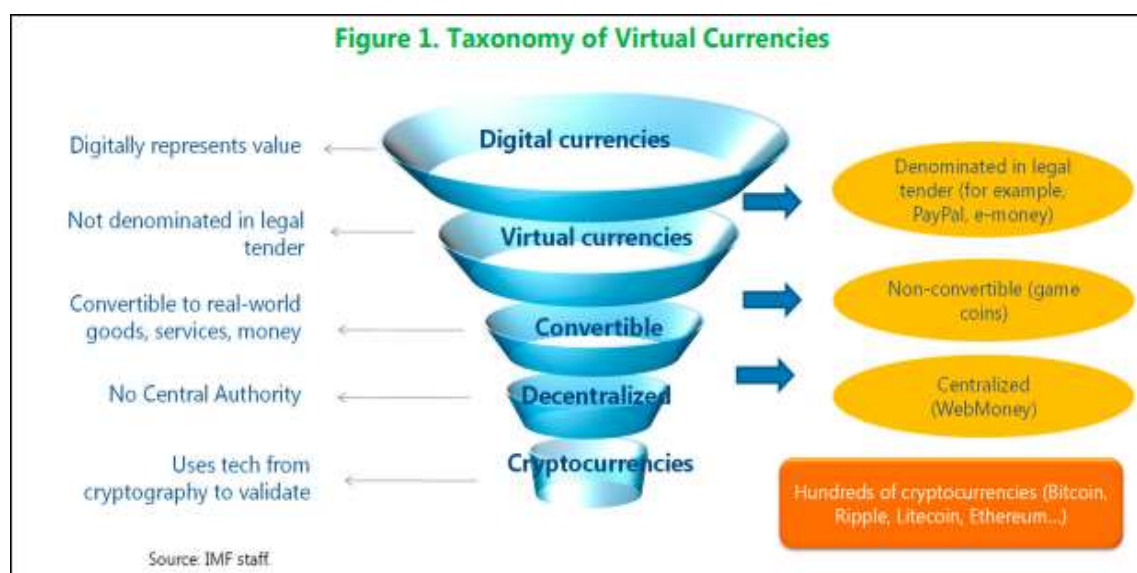 Figure 1. Taxonomy of Virtual Currencies
Digitally represents value
Digital currencies
Denominated in legal
tender (for example,
PayPal, e-money)
Not denominated in legal
tender
Virtual currencies
Non-convertible (game
coins)
Convertible to real-world
goods, services, money
Convertible
Centralized
(WebMoney)
No Central Authority
Decentralized
Uses tech from
cryptography to validate
Cryptocurrencies
Hundreds of cryptocurrencies (Bitcoin,
Ripple, Litecoin, Ethereum...)
Source: IMF staff.